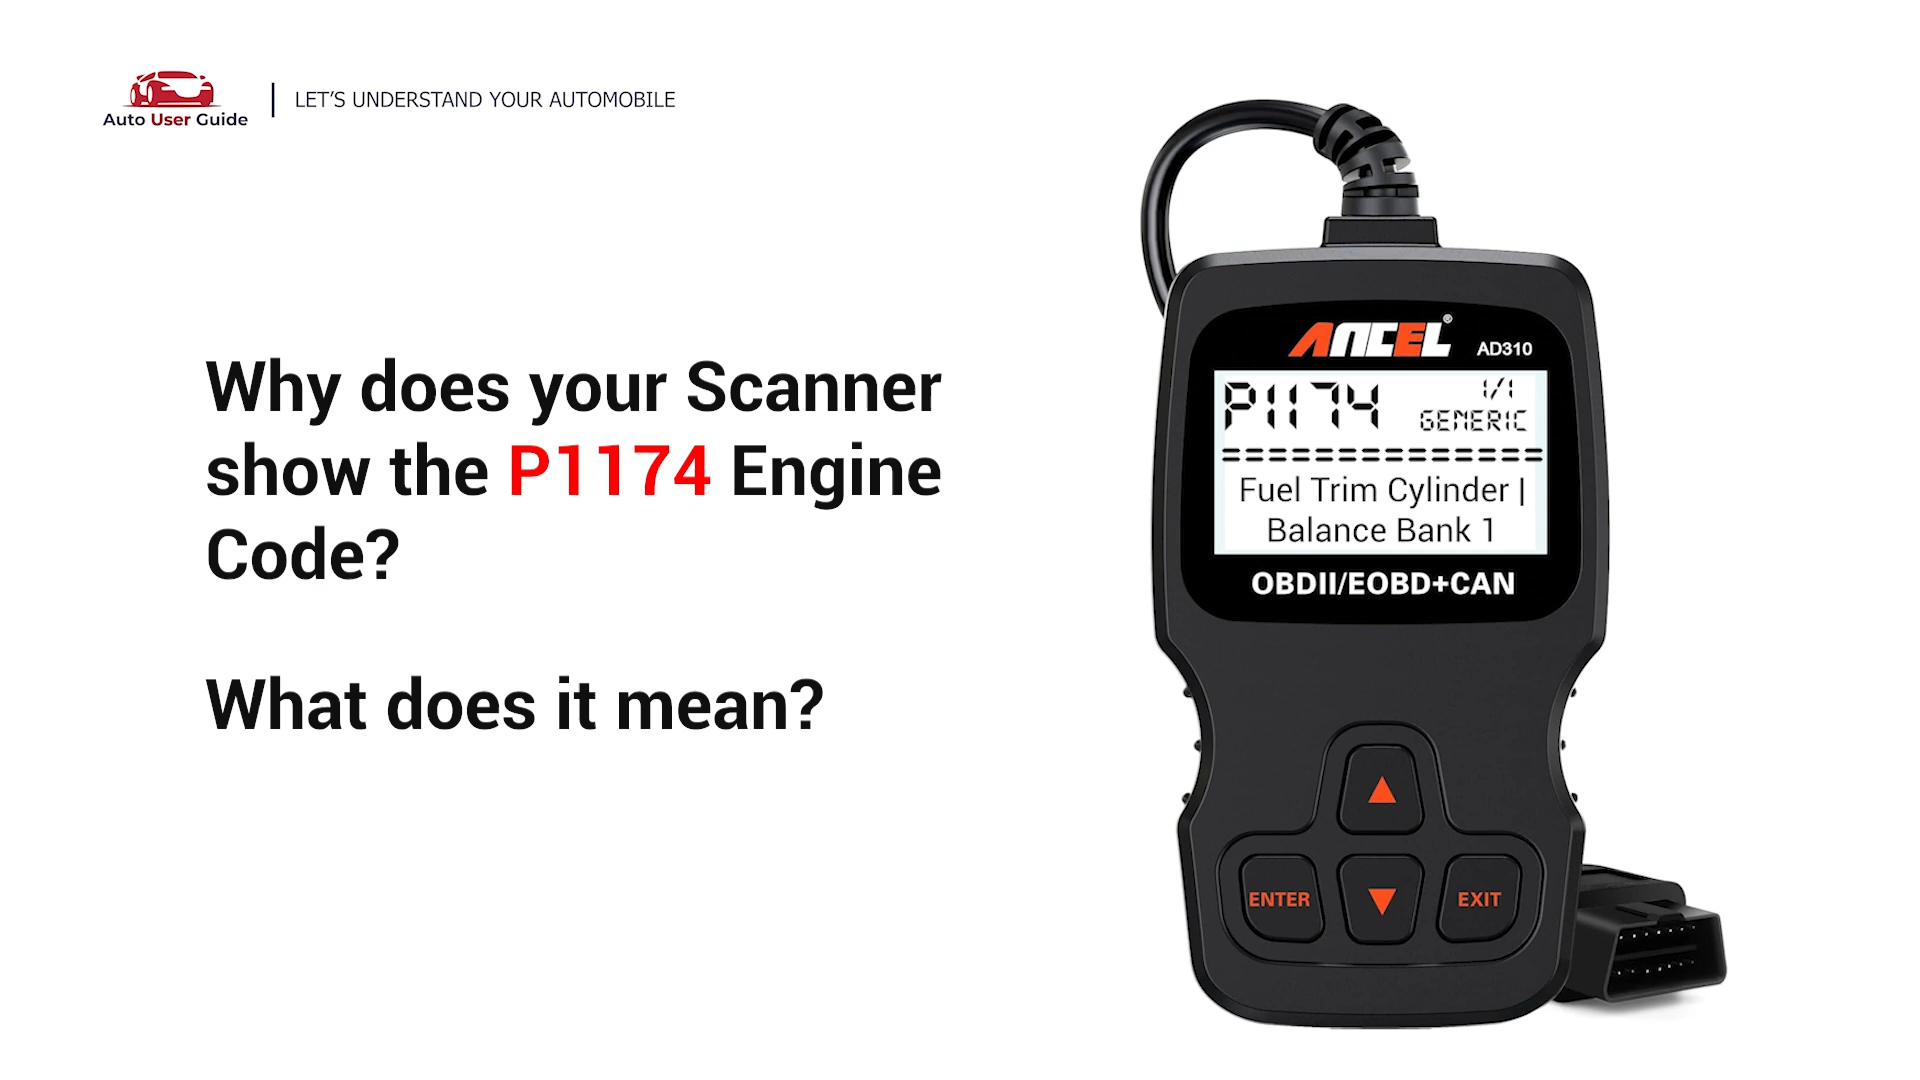 Auto User Guide
LET'S UNDERSTAND YOUR AUTOMOBILE
Why does your Scanner
show the P1174 Engine
Code?
What does it mean?
ANCEL®
AD310
P1174
1/1
GENERIC
==============
Fuel Trim Cylinder |
Balance Bank 1
OBDII/EOBD+CAN
▲
ENTER
▼
EXIT